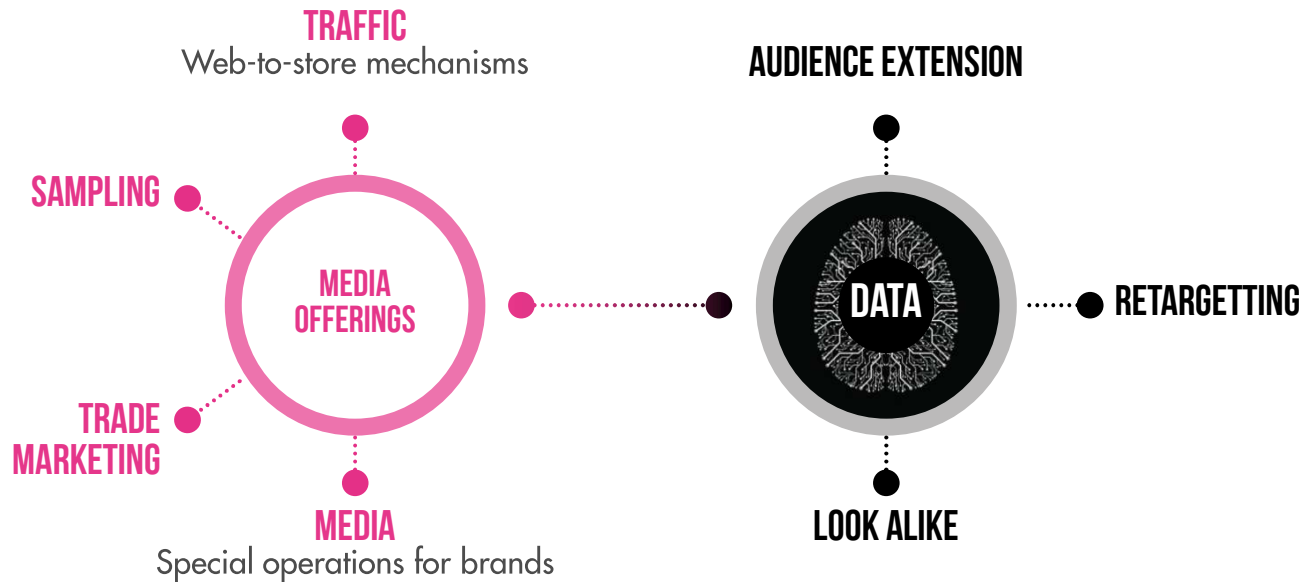 TRAFFIC
Web-to-store mechanisms
SAMPLING
MEDIA
OFFERINGS
TRADE
MARKETING
MEDIA
Special operations for brands
AUDIENCE EXTENSION
DATA
RETARGETTING
LOOK ALIKE